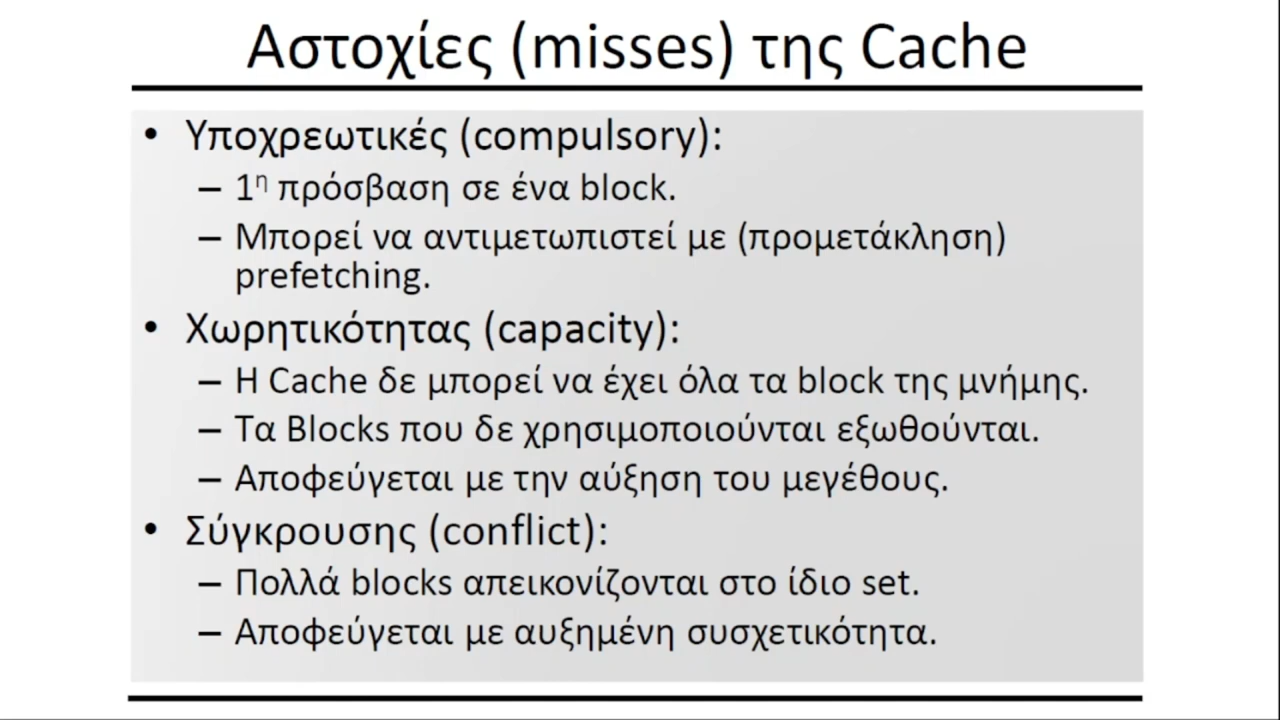 Αστοχίες (misses) της Cache
• Υποχρεωτικές (compulsory):
– 1η πρόσβαση σε ένα block.
– Μπορεί να αντιμετωπιστεί με (προμετάκληση)
prefetching.
• Χωρητικότητας (capacity):
– Η Cache δε μπορεί να έχει όλα τα block της μνήμης.
– Τα Blocks που δε χρησιμοποιούνται εξωθούνται.
– Αποφεύγεται με την αύξηση του μεγέθους.
• Σύγκρουσης (conflict):
– Πολλά blocks απεικονίζονται στο ίδιο set.
– Αποφεύγεται με αυξημένη συσχετικότητα.